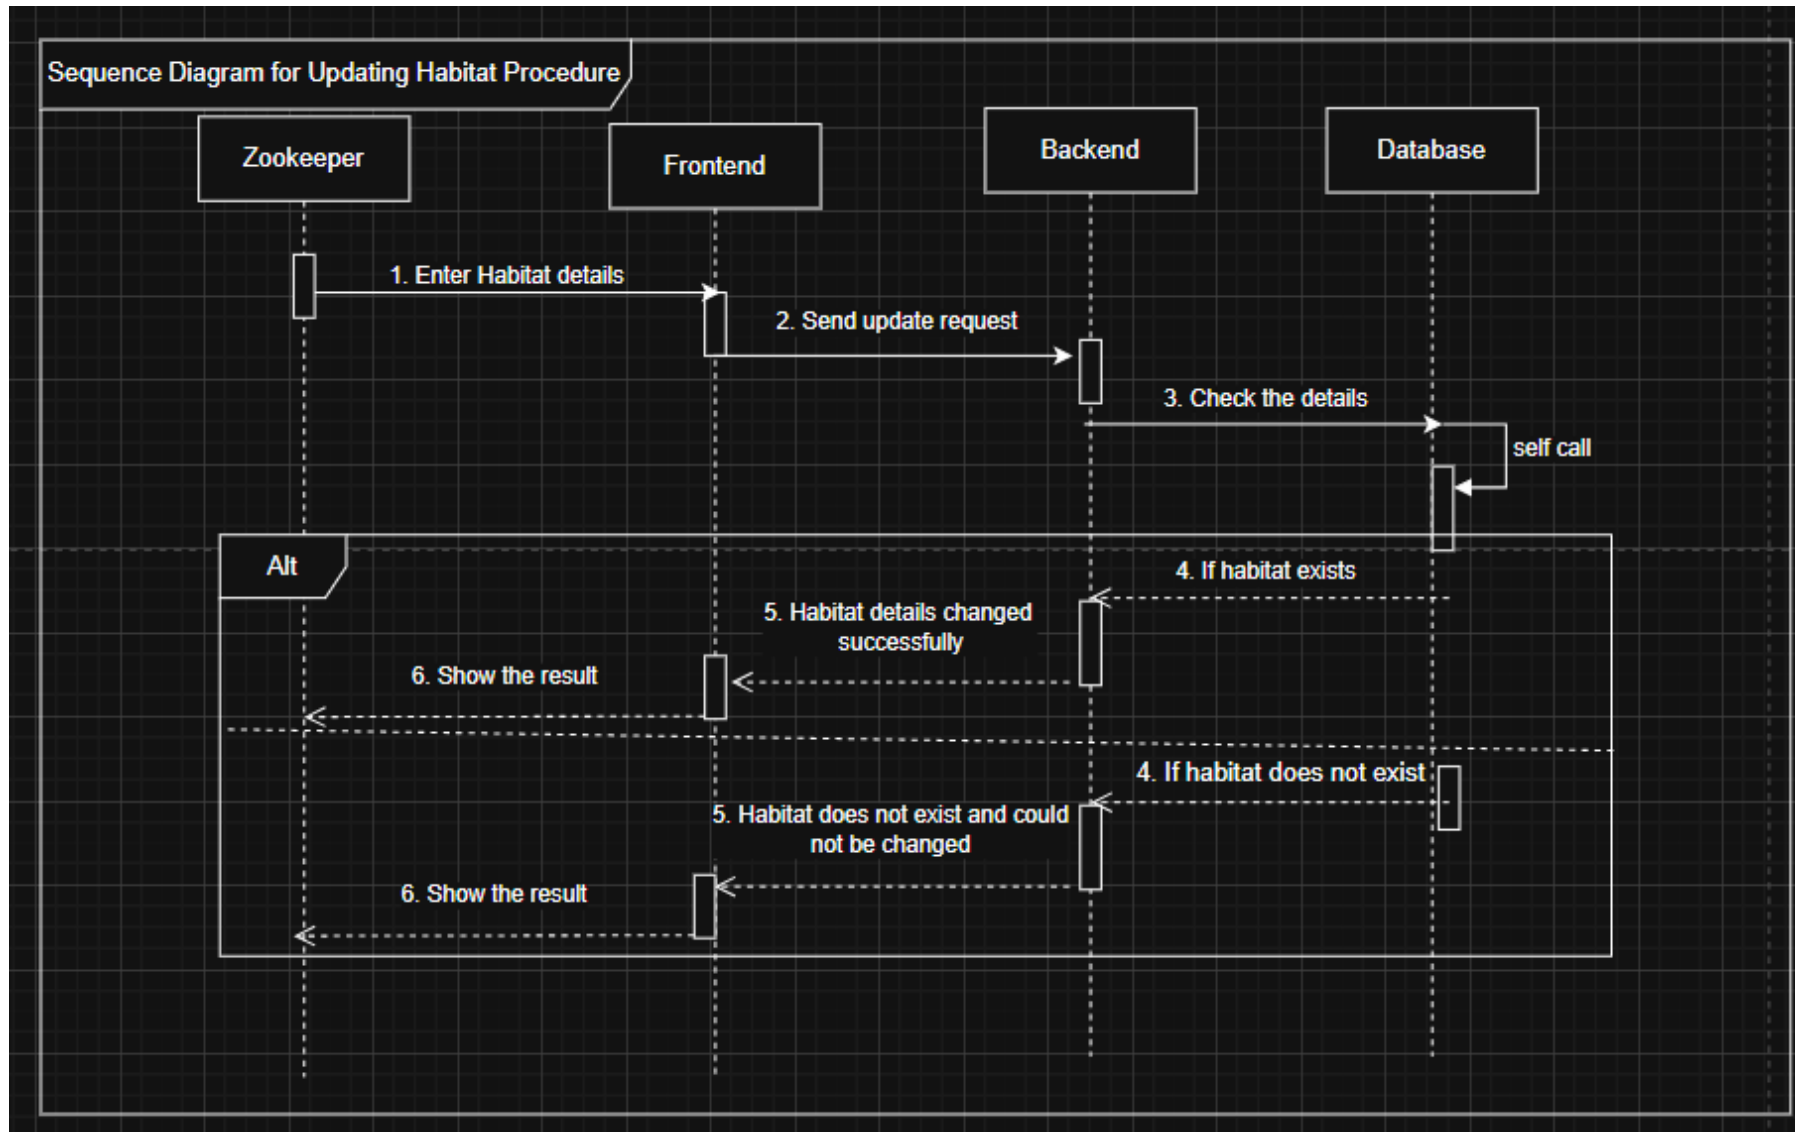 Sequence Diagram for Updating Habitat Procedure
Zookeeper
Frontend
Backend
Database
1. Enter Habitat details
2. Send update request
3. Check the details
self call
Alt
4. If habitat exists
5. Habitat details changed
successfully
6. Show the result
4. If habitat does not exist
5. Habitat does not exist and could
not be changed
6. Show the result